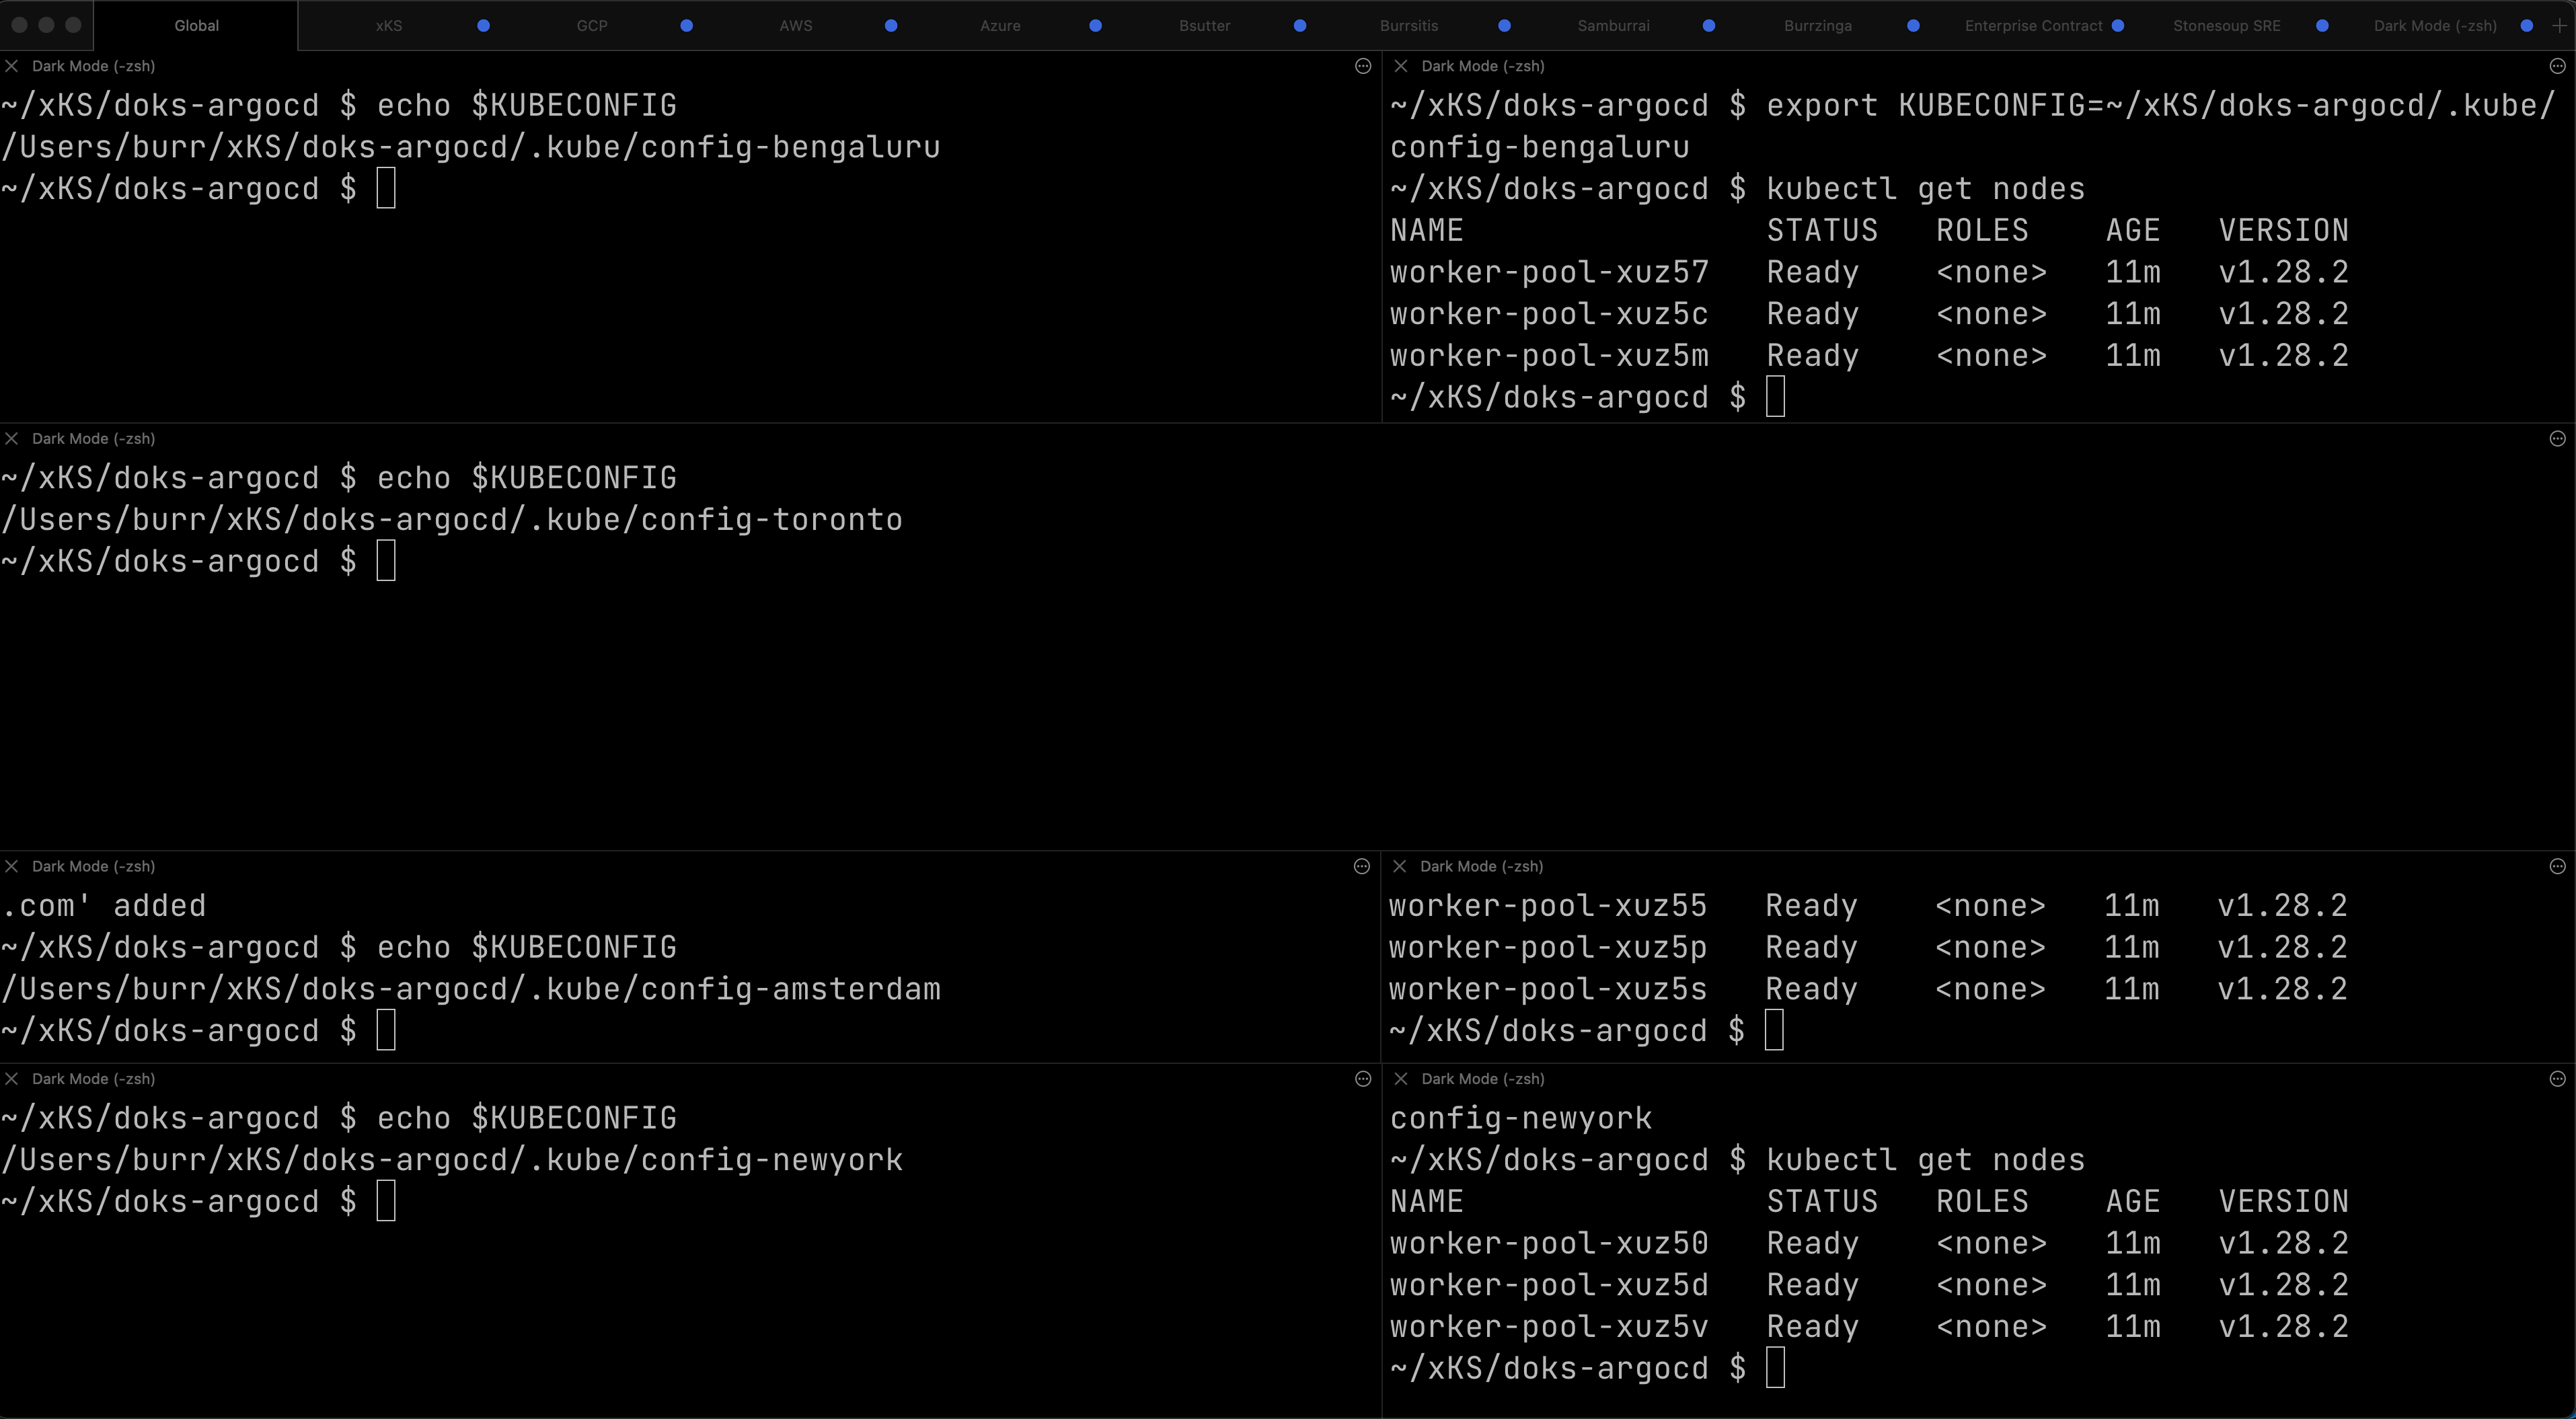 Global xKS GCP AWS Azure Bsutter Burrsitis Samburrai Burrzinga Enterprise Contract Stonesoup SRE Dark Mode (-zsh)
Dark Mode (-zsh)
~/xKS/doks-argocd $ echo $KUBECONFIG
/Users/burr/xKS/doks-argocd/.kube/config-bengaluru
~/xKS/doks-argocd $
Dark Mode (-zsh)
~/xKS/doks-argocd $ export KUBECONFIG=~/xKS/doks-argocd/.kube/
config-bengaluru
~/xKS/doks-argocd $ kubectl get nodes
NAME STATUS ROLES AGE VERSION
worker-pool-xuz57 Ready <none> 11m v1.28.2
worker-pool-xuz5c Ready <none> 11m v1.28.2
worker-pool-xuz5m Ready <none> 11m v1.28.2
~/xKS/doks-argocd $
Dark Mode (-zsh)
~/xKS/doks-argocd $ echo $KUBECONFIG
/Users/burr/xKS/doks-argocd/.kube/config-toronto
~/xKS/doks-argocd $
Dark Mode (-zsh)
.com' added
~/xKS/doks-argocd $ echo $KUBECONFIG
/Users/burr/xKS/doks-argocd/.kube/config-amsterdam
~/xKS/doks-argocd $
Dark Mode (-zsh)
worker-pool-xuz55 Ready <none> 11m v1.28.2
worker-pool-xuz5p Ready <none> 11m v1.28.2
worker-pool-xuz5s Ready <none> 11m v1.28.2
~/xKS/doks-argocd $
Dark Mode (-zsh)
~/xKS/doks-argocd $ echo $KUBECONFIG
/Users/burr/xKS/doks-argocd/.kube/config-newyork
~/xKS/doks-argocd $
Dark Mode (-zsh)
config-newyork
~/xKS/doks-argocd $ kubectl get nodes
NAME STATUS ROLES AGE VERSION
worker-pool-xuz50 Ready <none> 11m v1.28.2
worker-pool-xuz5d Ready <none> 11m v1.28.2
worker-pool-xuz5v Ready <none> 11m v1.28.2
~/xKS/doks-argocd $